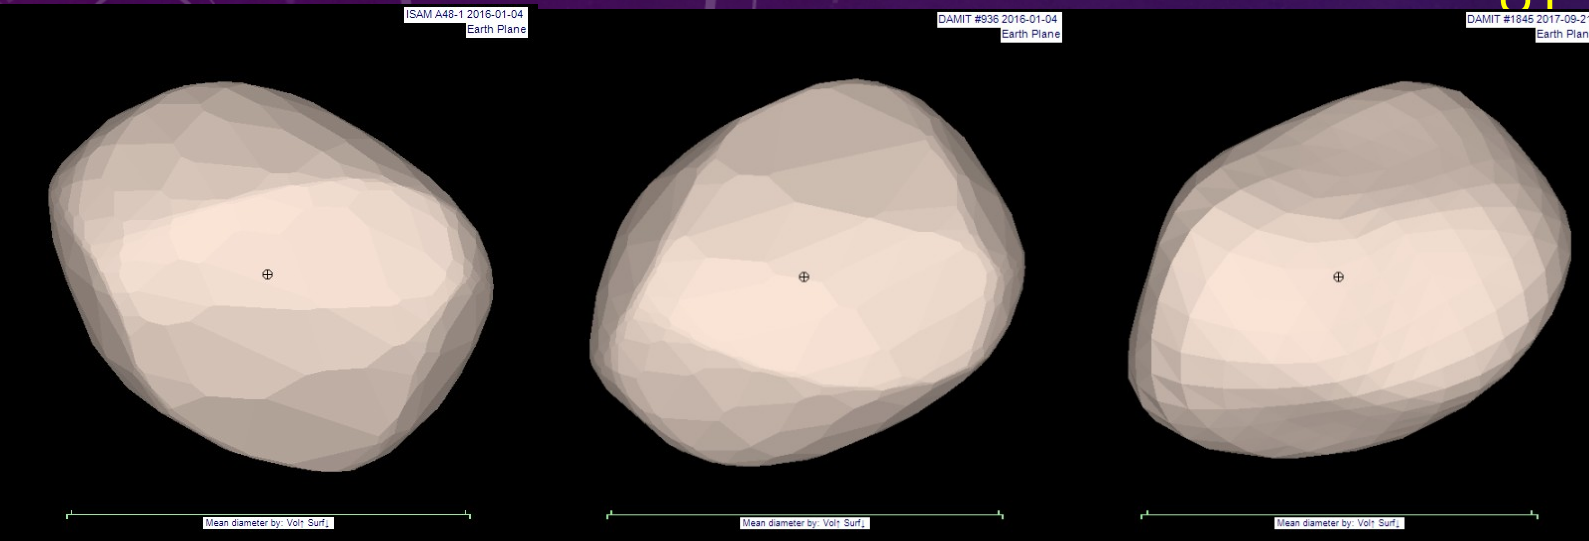 ISAM A48-1 2016-01-04
Earth Plane
DAMIT #936 2016-01-04
Earth Plane
DAMIT #1845 2017-09-21
Earth Plan
Mean diameter by: Vol↑ Surf↓
Mean diameter by: Vol↑ Surf↓
Mean diameter by: Vol↑ Surf↓